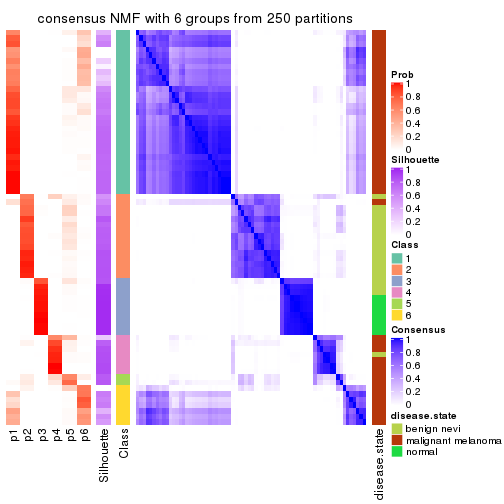 consensus NMF with 6 groups from 250 partitions
Prob
1
0.8
0.6
0.4
0.2
0
Silhouette
1
0.8
0.6
0.4
0.2
0
Class
1
2
3
4
5
6
Consensus
1
0.8
0.6
0.4
0.2
0
disease.state
benign nevi
malignant melanoma
normal
p1
p2
p3
p4
p5
p6
Silhouette
Class
disease.state